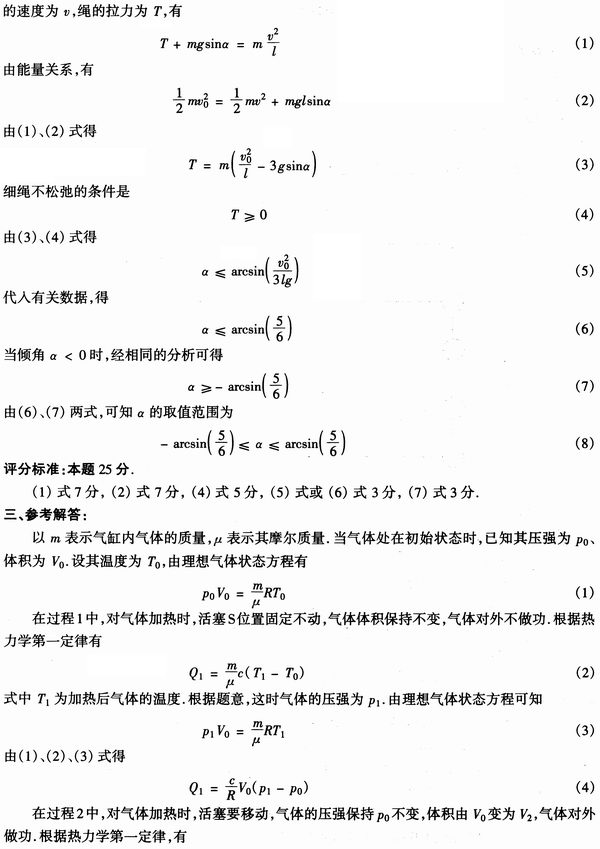 的速度为 v,绳的拉力为 T,有
T + mgsinα = m v²/l (1)
由能量关系,有
1/2 mv₀² = 1/2 mv² + mglsinα (2)
由(1)、(2) 式得
T = m(v₀²/l − 3gsinα) (3)
细绳不松弛的条件是
T ⩾ 0 (4)
由(3)、(4) 式得
α ⩽ arcsin(v₀²/3lg) (5)
代入有关数据,得
α ⩽ arcsin(5/6) (6)
当倾角 α < 0 时,经相同的分析可得
α ⩾ − arcsin(5/6) (7)
由(6)、(7) 两式,可知 α 的取值范围为
− arcsin(5/6) ⩽ α ⩽ arcsin(5/6) (8)
评分标准:本题 25 分.
(1) 式 7 分, (2) 式 7 分, (4) 式 5 分, (5) 式或 (6) 式 3 分, (7) 式 3 分.
三、参考解答:
以 m 表示气缸内气体的质量,μ 表示其摩尔质量.当气体处在初始状态时,已知其压强为 p₀、
体积为 V₀.设其温度为 T₀,由理想气体状态方程有
p₀V₀ = m/μ RT₀ (1)
在过程1中,对气体加热时,活塞S位置固定不动,气体体积保持不变,气体对外不做功.根据热
力学第一定律有
Q₁ = m/μ c(T₁ − T₀) (2)
式中 T₁ 为加热后气体的温度.根据题意,这时气体的压强为 p₁.由理想气体状态方程可知
p₁V₀ = m/μ RT₁ (3)
由(1)、(2)、(3) 式得
Q₁ = c/R V₀(p₁ − p₀) (4)
在过程2中,对气体加热时,活塞要移动,气体的压强保持 p₀ 不变,体积由 V₀ 变为 V₂,气体对外
做功.根据热力学第一定律,有